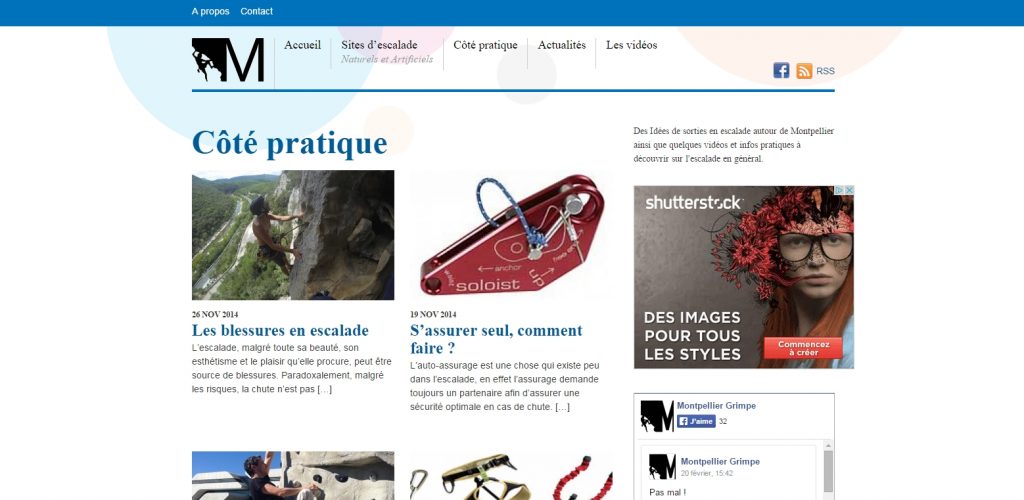 A propos Contact
M
Accueil
Sites d’escalade
Naturels et Artificiels
Côté pratique
Actualités
Les vidéos
RSS
Côté pratique
26 NOV 2014
Les blessures en escalade
L’escalade, malgré toute sa beauté, son
esthétisme et le plaisir qu’elle procure, peut être
source de blessures. Paradoxalement, malgré
les risques, la chute n’est pas […]
anchor
up
soloist
19 NOV 2014
S’assurer seul, comment
faire ?
L’auto-assurage est une chose qui existe peu
dans l’escalade, en effet l’assurage demande
toujours un partenaire afin d’assurer une
sécurité optimale en cas de chute. […]
Des Idées de sorties en escalade autour de Montpellier
ainsi que quelques vidéos et infos pratiques à
découvrir sur l’escalade en général.
shutterstock
DES IMAGES
POUR TOUS
LES STYLES
Commencez
à créer
M
Montpellier Grimpe
J'aime 32
M
Montpellier Grimpe
20 février, 15:42
Pas mal !